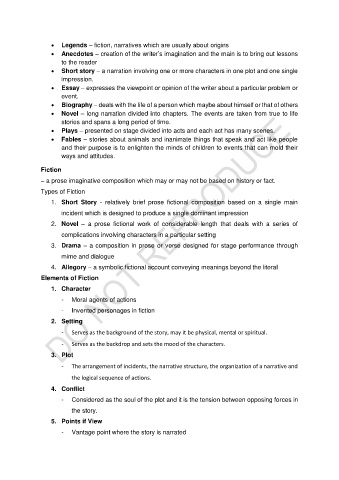 • Legends – fiction, narratives which are usually about origins
• Anecdotes – creation of the writer's imagination and the main is to bring out lessons
to the reader
• Short story – a narration involving one or more characters in one plot and one single
impression.
• Essay – expresses the viewpoint or opinion of the writer about a particular problem or
event.
• Biography – deals with the life of a person which maybe about himself or that of others
• Novel – long narration divided into chapters. The events are taken from true to life
stories and spans a long period of time.
• Plays – presented on stage divided into acts and each act has many scenes.
• Fables – stories about animals and inanimate things that speak and act like people
and their purpose is to enlighten the minds of children to events that can mold their
ways and attitudes.
Fiction
– a prose imaginative composition which may or may not be based on history or fact.
Types of Fiction
1. Short Story - relatively brief prose fictional composition based on a single main
incident which is designed to produce a single dominant impression
2. Novel – a prose fictional work of considerable length that deals with a series of
complications involving characters in a particular setting
3. Drama – a composition in prose or verse designed for stage performance through
mime and dialogue
4. Allegory – a symbolic fictional account conveying meanings beyond the literal
Elements of Fiction
1. Character
- Moral agents of actions
- Invented personages in fiction
2. Setting
- Serves as the background of the story, may it be physical, mental or spiritual.
- Serves as the backdrop and sets the mood of the characters.
3. Plot
- The arrangement of incidents, the narrative structure, the organization of a narrative and
the logical sequence of actions.
4. Conflict
- Considered as the soul of the plot and it is the tension between opposing forces in
the story.
5. Points if View
- Vantage point where the story is narrated
DO NOT REPRODUCE